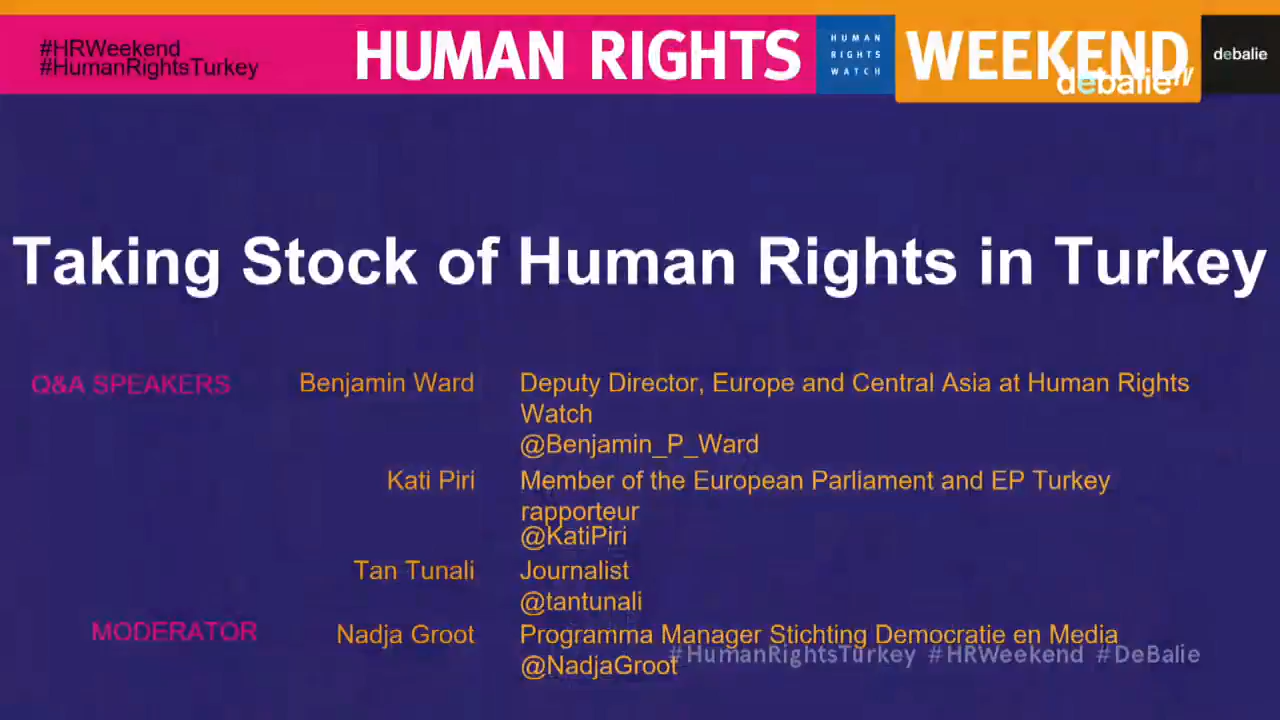 #HRWeekend
#HumanRightsTurkey
HUMAN RIGHTS
HUMAN
RIGHTS
WATCH
WEEKEND
debalieTV
debalie
Taking Stock of Human Rights in Turkey
Q&A SPEAKERS
Benjamin Ward
Deputy Director, Europe and Central Asia at Human Rights
Watch
@Benjamin_P_Ward
Kati Piri
Member of the European Parliament and EP Turkey
rapporteur
@KatiPiri
Tan Tunali
Journalist
@tantunali
MODERATOR
Nadja Groot
Programma Manager Stichting Democratie en Media
@NadjaGroot
#HumanRightsTurkey #HRWeekend #DeBalie